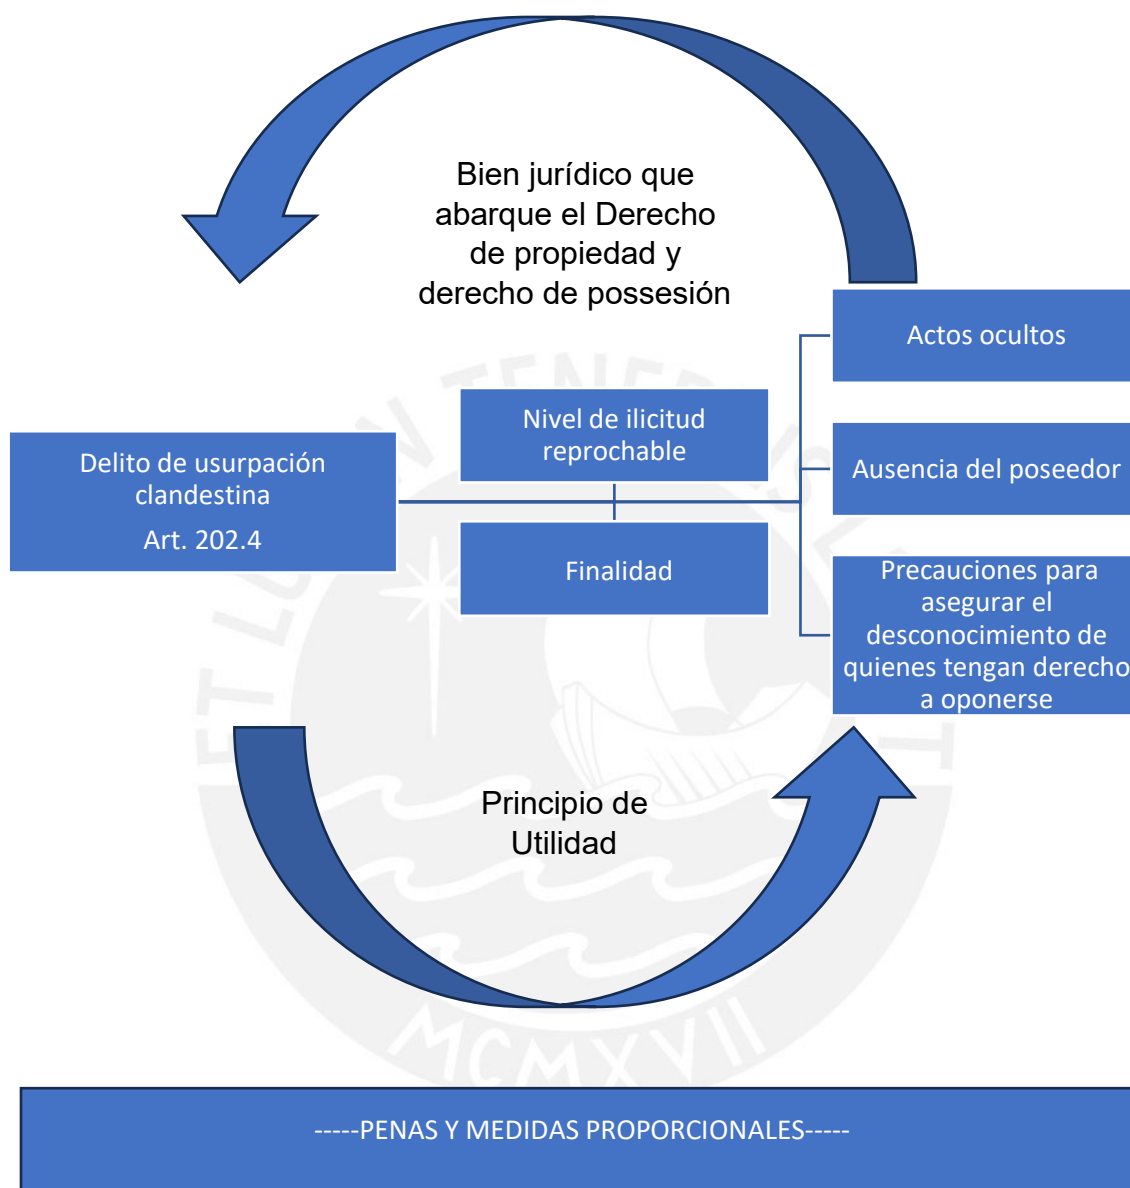 Bien jurídico que
abarque el Derecho
de propiedad y
derecho de possesión
Actos ocultos
Nivel de ilicitud
reprochable
Delito de usurpación
clandestina
Art. 202.4
Ausencia del poseedor
Finalidad
Precauciones para
asegurar el
desconocimiento de
quienes tengan derecho
a oponerse
Principio de
Utilidad
MCMXVII
-----PENAS Y MEDIDAS PROPORCIONALES-----